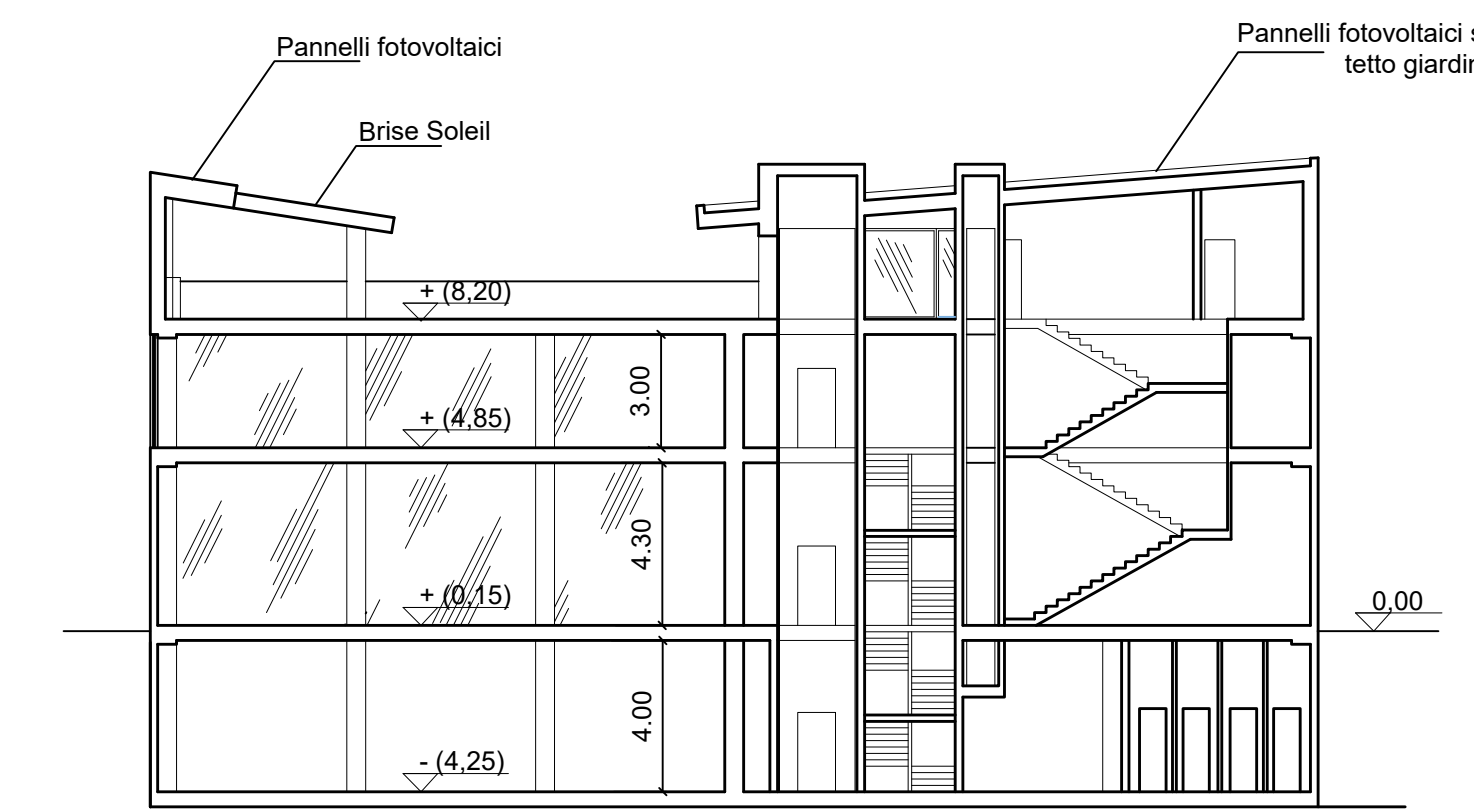 Pannelli fotovoltaici
Pannelli fotovoltaici
tetto
Brise Soleil
+ (8,20)
3.00
+ (4,85)
4.30
+ (0,15)
0,00
4.00
- (4,25)